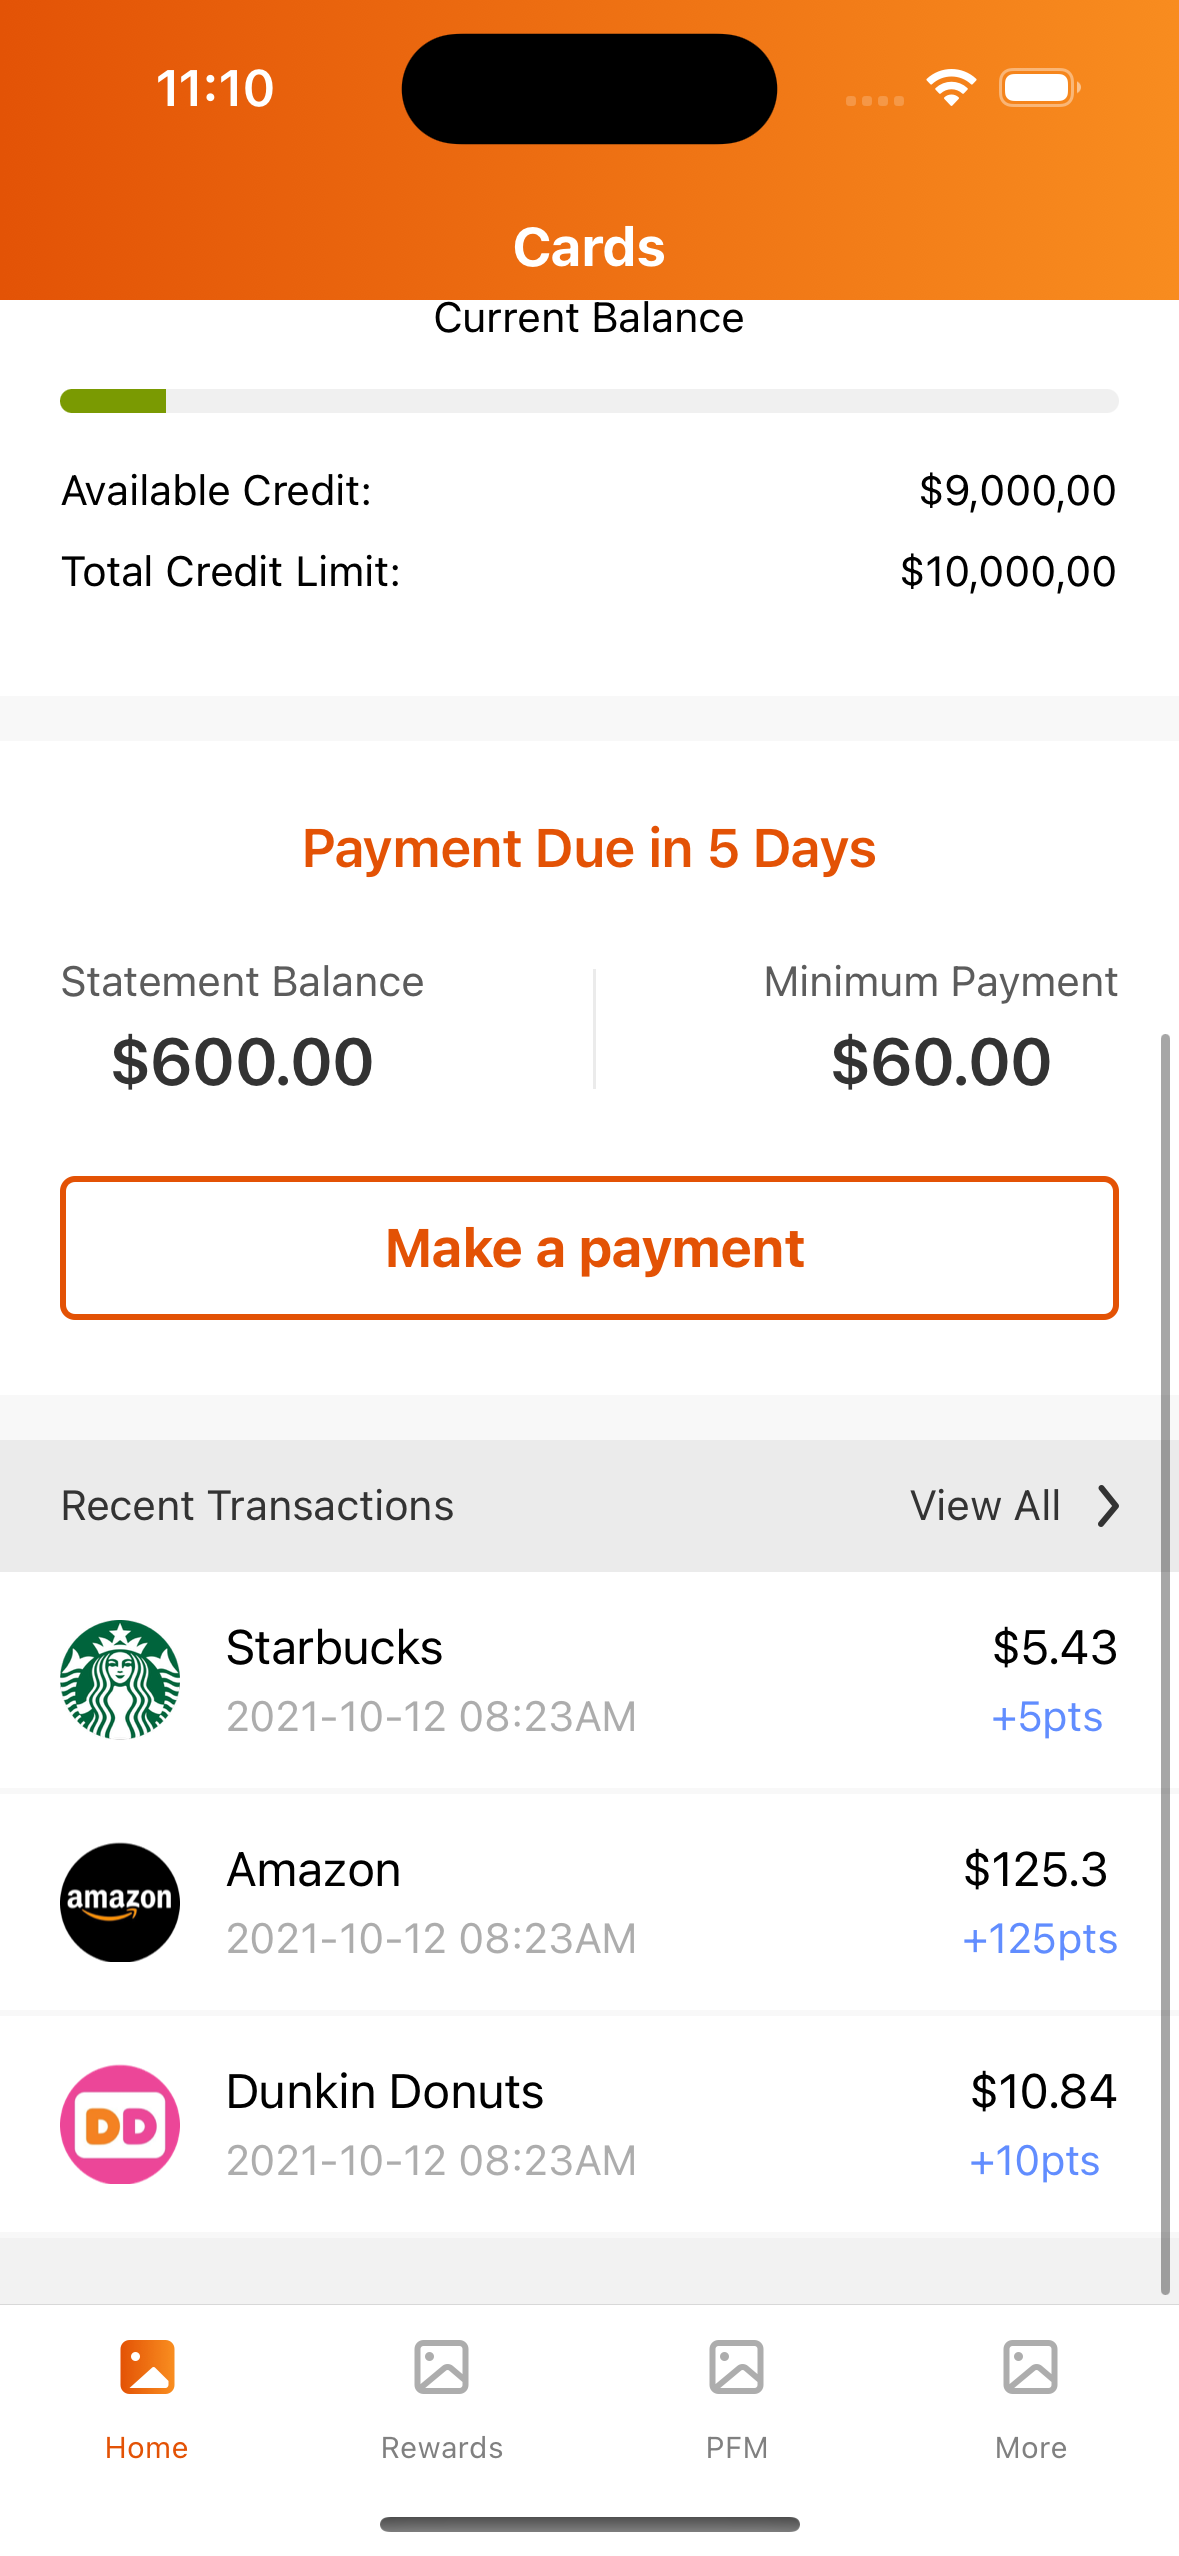 11:10
Cards
Current Balance
Available Credit: $9,000,00
Total Credit Limit: $10,000,00
Payment Due in 5 Days
Statement Balance Minimum Payment
$600.00 $60.00
Make a payment
Recent Transactions View All
Starbucks $5.43
2021-10-12 08:23AM +5pts
amazon
Amazon $125.3
2021-10-12 08:23AM +125pts
DD
Dunkin Donuts $10.84
2021-10-12 08:23AM +10pts
Home Rewards PFM More